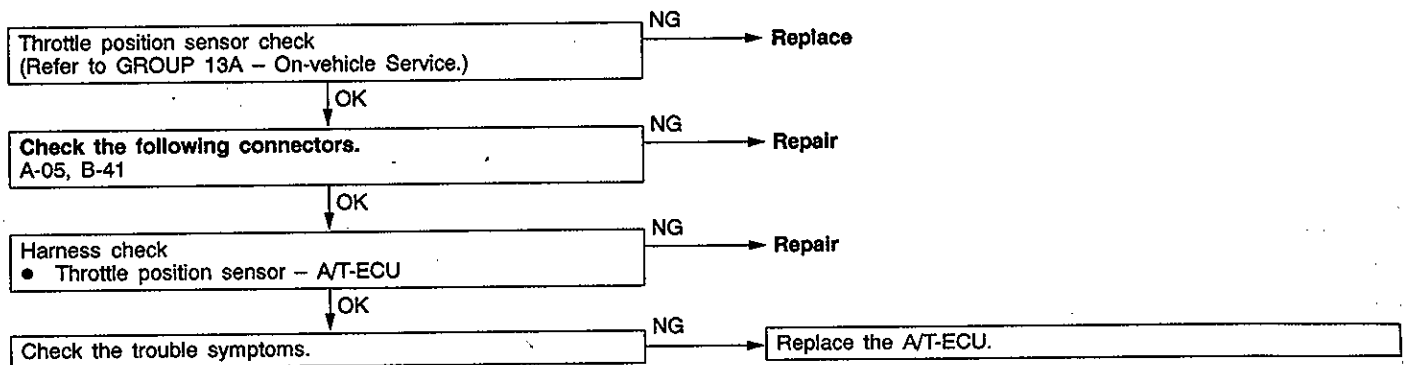 Throttle position sensor check
(Refer to GROUP 13A – On-vehicle Service.)
NG
Replace
OK
Check the following connectors.
A-05, B-41
NG
Repair
OK
Harness check
● Throttle position sensor – A/T-ECU
NG
Repair
OK
Check the trouble symptoms.
NG
Replace the A/T-ECU.